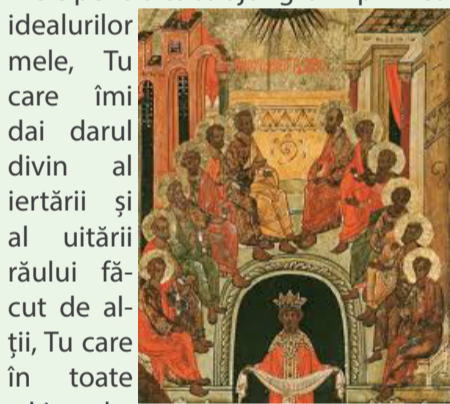 idealurilor
mele, Tu
care îmi
dai darul
divin al
iertării și
al uitării
răului fă-
cut de al-
ții, Tu care
în toate